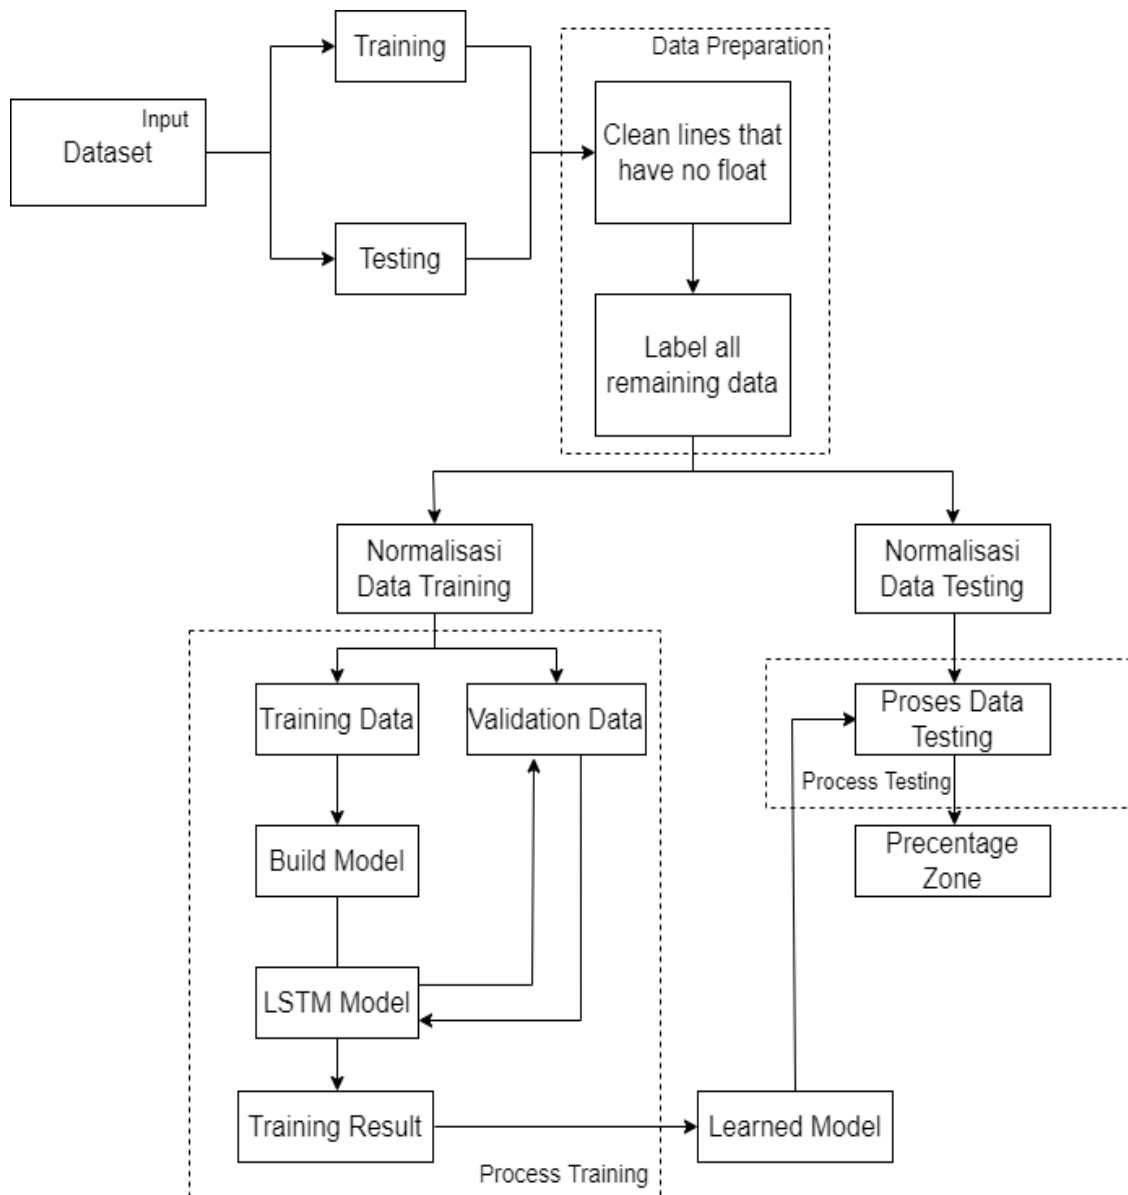 Training
Data Preparation
Input
Dataset
Clean lines that
have no float
Testing
Label all
remaining data
Normalisasi
Data Training
Normalisasi
Data Testing
Training Data
Validation Data
Proses Data
Testing
Process Testing
Build Model
Precentage
Zone
LSTM Model
Training Result
Learned Model
Process Training